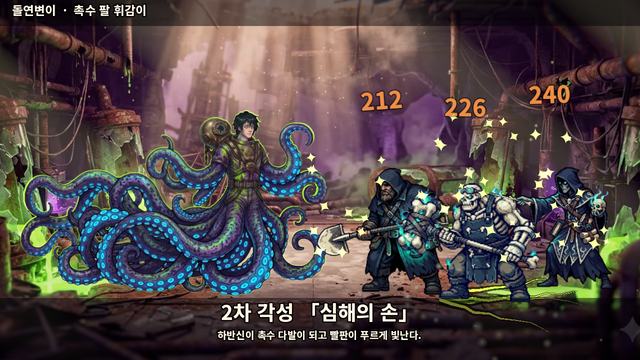 돌연변이 · 촉수 팔 휘감이
212
226
240
2차 각성 「심해의 손」
하반신이 촉수 다발이 되고 빨판이 푸르게 빛난다.